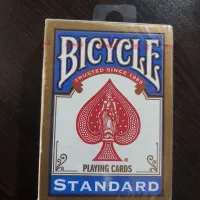 BICYCLE®
TRUSTED SINCE 1885
PLAYING CARDS
STANDARD